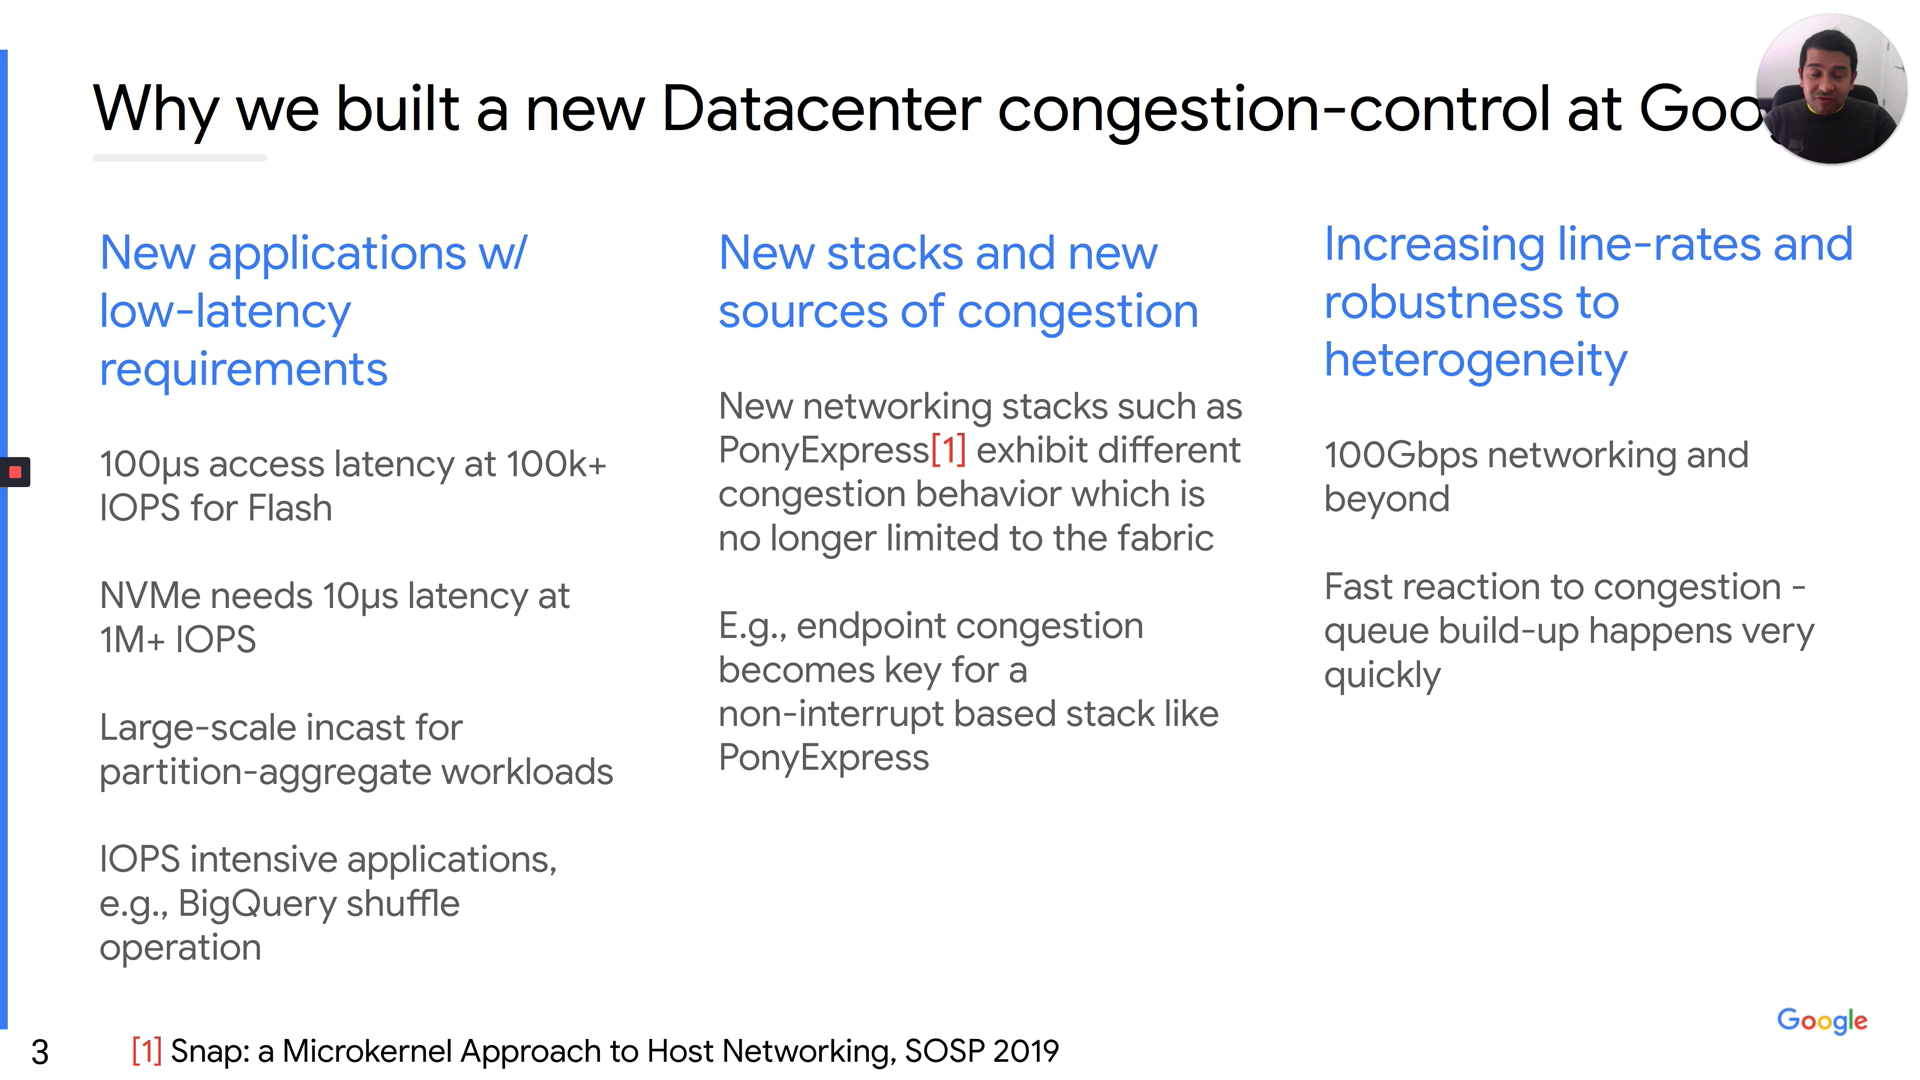 Why we built a new Datacenter congestion-control at Goo
New applications w/
low-latency
requirements
100µs access latency at 100k+
IOPS for Flash
NVMe needs 10µs latency at
1M+ IOPS
Large-scale incast for
partition-aggregate workloads
IOPS intensive applications,
e.g., BigQuery shuffle
operation
New stacks and new
sources of congestion
New networking stacks such as
PonyExpress[1] exhibit different
congestion behavior which is
no longer limited to the fabric
E.g., endpoint congestion
becomes key for a
non-interrupt based stack like
PonyExpress
Increasing line-rates and
robustness to
heterogeneity
100Gbps networking and
beyond
Fast reaction to congestion -
queue build-up happens very
quickly
Google
3
[1] Snap: a Microkernel Approach to Host Networking, SOSP 2019